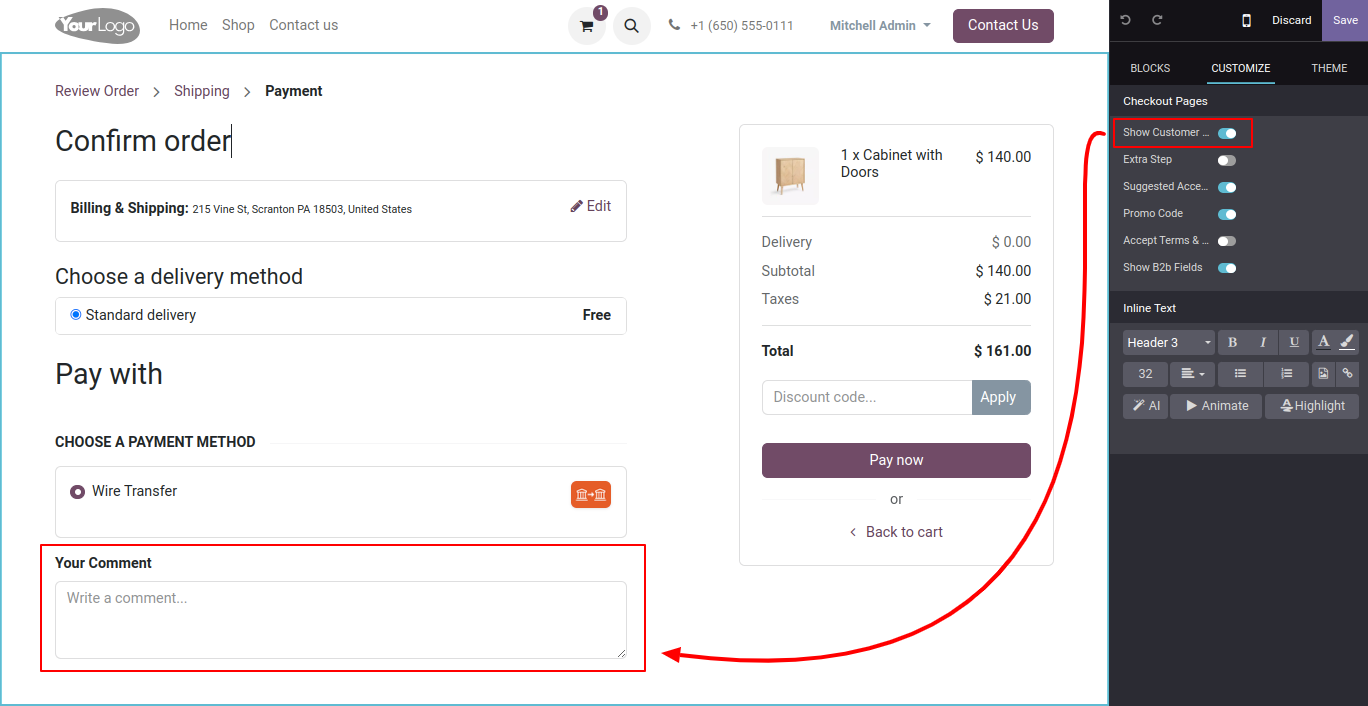 YourLogo
Home Shop Contact us
1
+1 (650) 555-0111
Mitchell Admin
Contact Us
Review Order > Shipping > Payment
Confirm order
Billing & Shipping: 215 Vine St, Scranton PA 18503, United States
Edit
Choose a delivery method
Standard delivery Free
Pay with
CHOOSE A PAYMENT METHOD
Wire Transfer
Your Comment
Write a comment...
1 x Cabinet with $ 140.00
Doors
Delivery $ 0.00
Subtotal $ 140.00
Taxes $ 21.00
Total $ 161.00
Discount code... Apply
Pay now
or
< Back to cart
Discard Save
BLOCKS CUSTOMIZE THEME
Checkout Pages
Show Customer ...
Extra Step
Suggested Acce...
Promo Code
Accept Terms & ...
Show B2b Fields
Inline Text
Header 3 B I U A
32
AI Animate A Highlight